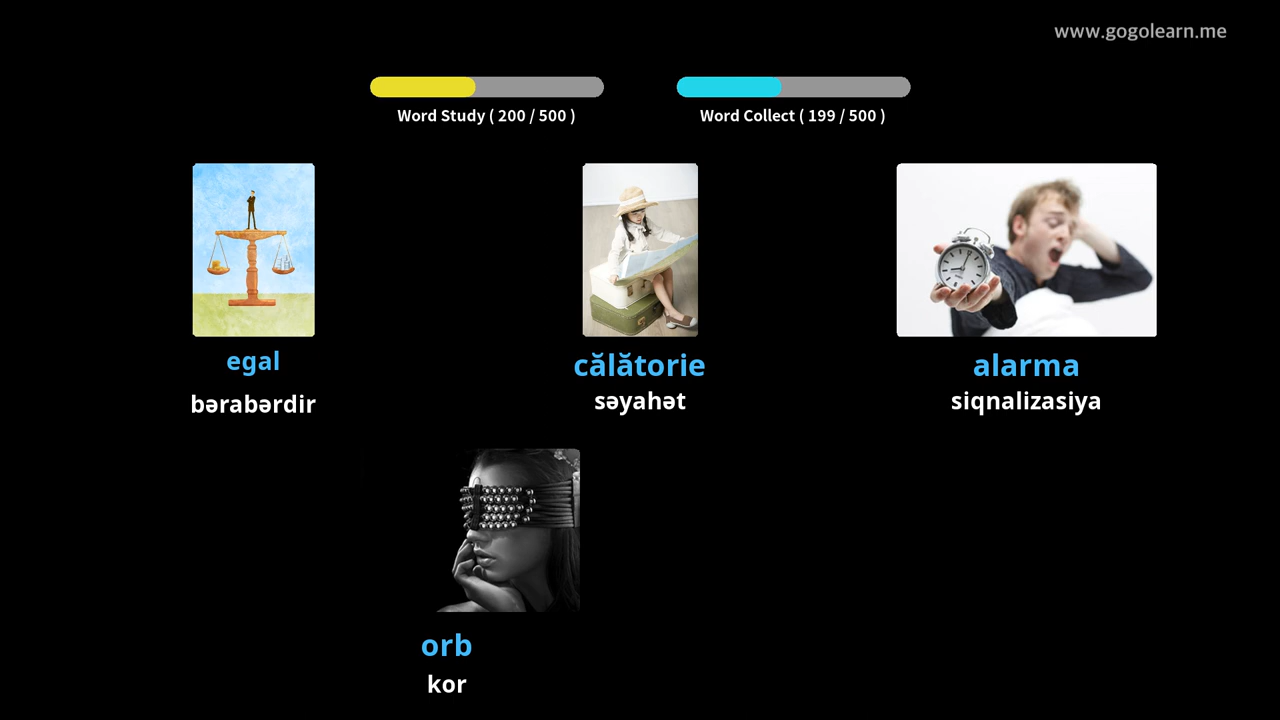 www.gogolearn.me
Word Study ( 200 / 500 )
Word Collect ( 199 / 500 )
egal
bərabərdir
călătorie
səyahət
alarma
siqnalizasiya
orb
kor